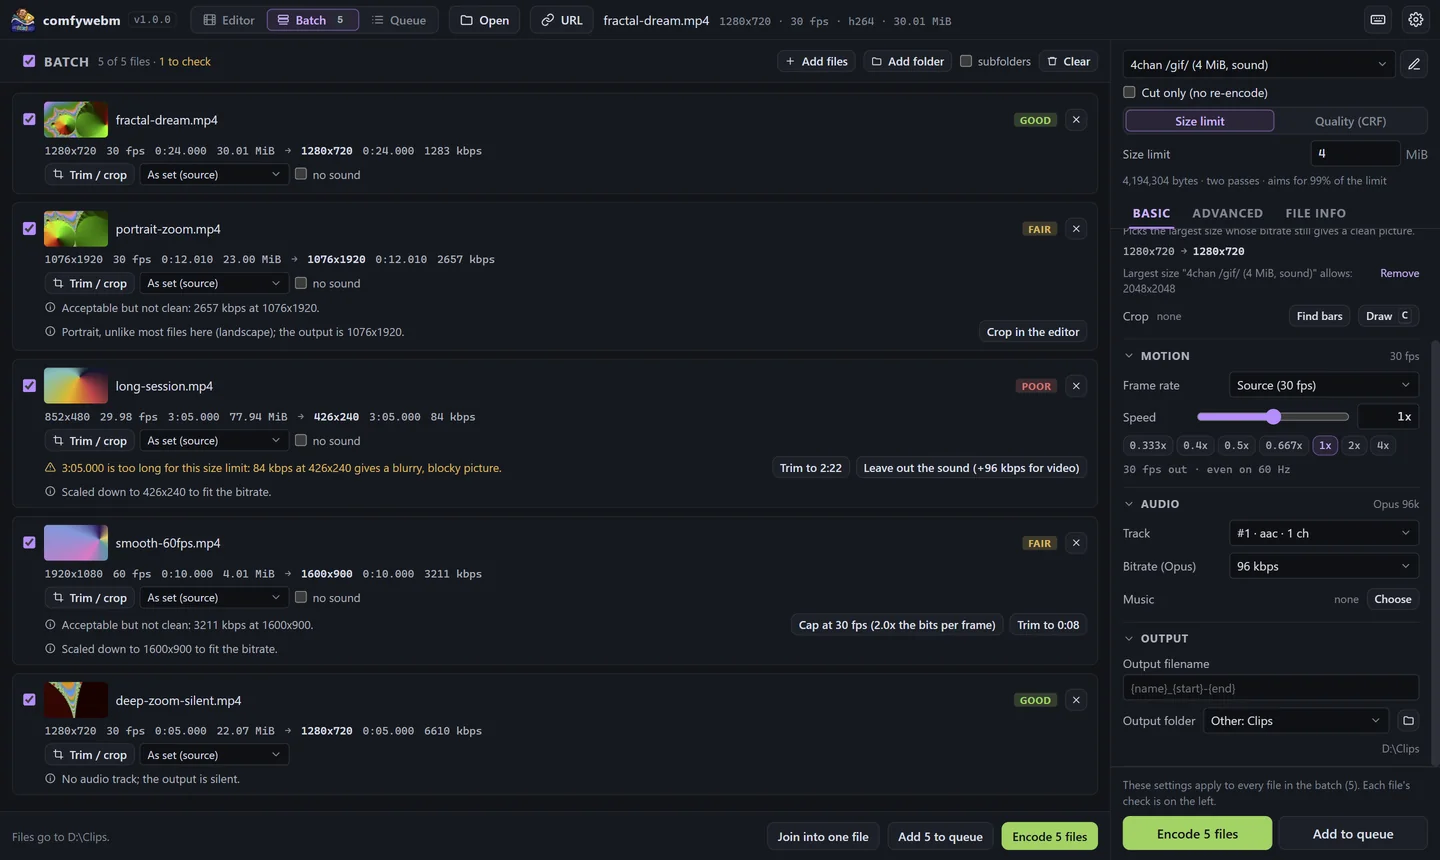 comfywebm v1.0.0 Editor Batch 5 Queue Open URL fractal-dream.mp4 1280x720 · 30 fps · h264 · 30.01 MiB
BATCH 5 of 5 files · 1 to check + Add files Add folder subfolders Clear
fractal-dream.mp4 GOOD
1280x720 30 fps 0:24.000 30.01 MiB → 1280x720 0:24.000 1283 kbps
Trim / crop As set (source) no sound
portrait-zoom.mp4 FAIR
1076x1920 30 fps 0:12.010 23.00 MiB → 1076x1920 0:12.010 2657 kbps
Trim / crop As set (source) no sound
Acceptable but not clean: 2657 kbps at 1076x1920.
Portrait, unlike most files here (landscape); the output is 1076x1920. Crop in the editor
long-session.mp4 POOR
852x480 29.98 fps 3:05.000 77.94 MiB → 426x240 3:05.000 84 kbps
Trim / crop As set (source) no sound
3:05.000 is too long for this size limit: 84 kbps at 426x240 gives a blurry, blocky picture. Trim to 2:22 Leave out the sound (+96 kbps for video)
Scaled down to 426x240 to fit the bitrate.
smooth-60fps.mp4 FAIR
1920x1080 60 fps 0:10.000 4.01 MiB → 1600x900 0:10.000 3211 kbps
Trim / crop As set (source) no sound
Acceptable but not clean: 3211 kbps at 1600x900. Cap at 30 fps (2.0x the bits per frame) Trim to 0:08
Scaled down to 1600x900 to fit the bitrate.
deep-zoom-silent.mp4 GOOD
1280x720 30 fps 0:05.000 22.07 MiB → 1280x720 0:05.000 6610 kbps
Trim / crop As set (source)
No audio track; the output is silent.
Files go to D:\Clips. Join into one file Add 5 to queue Encode 5 files
4chan /gif/ (4 MiB, sound)
Cut only (no re-encode)
Size limit Quality (CRF)
Size limit 4 MiB
4,194,304 bytes · two passes · aims for 99% of the limit
BASIC ADVANCED FILE INFO
Picks the largest size whose bitrate still gives a clean picture.
1280x720 → 1280x720
Largest size "4chan /gif/ (4 MiB, sound)" allows: Remove
2048x2048
Crop none Find bars Draw C
MOTION 30 fps
Frame rate Source (30 fps)
Speed 1x
0.333x 0.4x 0.5x 0.667x 1x 2x 4x
30 fps out · even on 60 Hz
AUDIO Opus 96k
Track #1 · aac · 1 ch
Bitrate (Opus) 96 kbps
Music none Choose
OUTPUT
Output filename
{name}_{start}-{end}
Output folder Other: Clips
D:\Clips
These settings apply to every file in the batch (5). Each file's
check is on the left.
Encode 5 files Add to queue